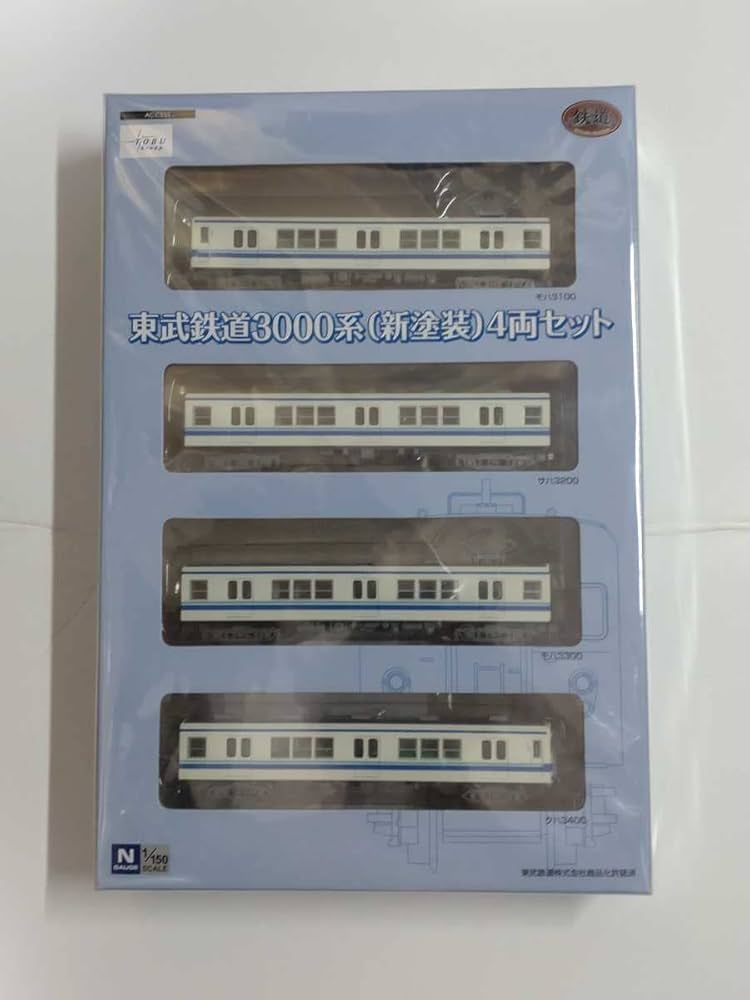 鉄道
TOBU
モハ3100
東武鉄道3000系(新塗装)4両セット
サハ3200
モハ3300
クハ3400
N
GAUGE
1/150
SCALE
東武鉄道株式会社商品化許諾済